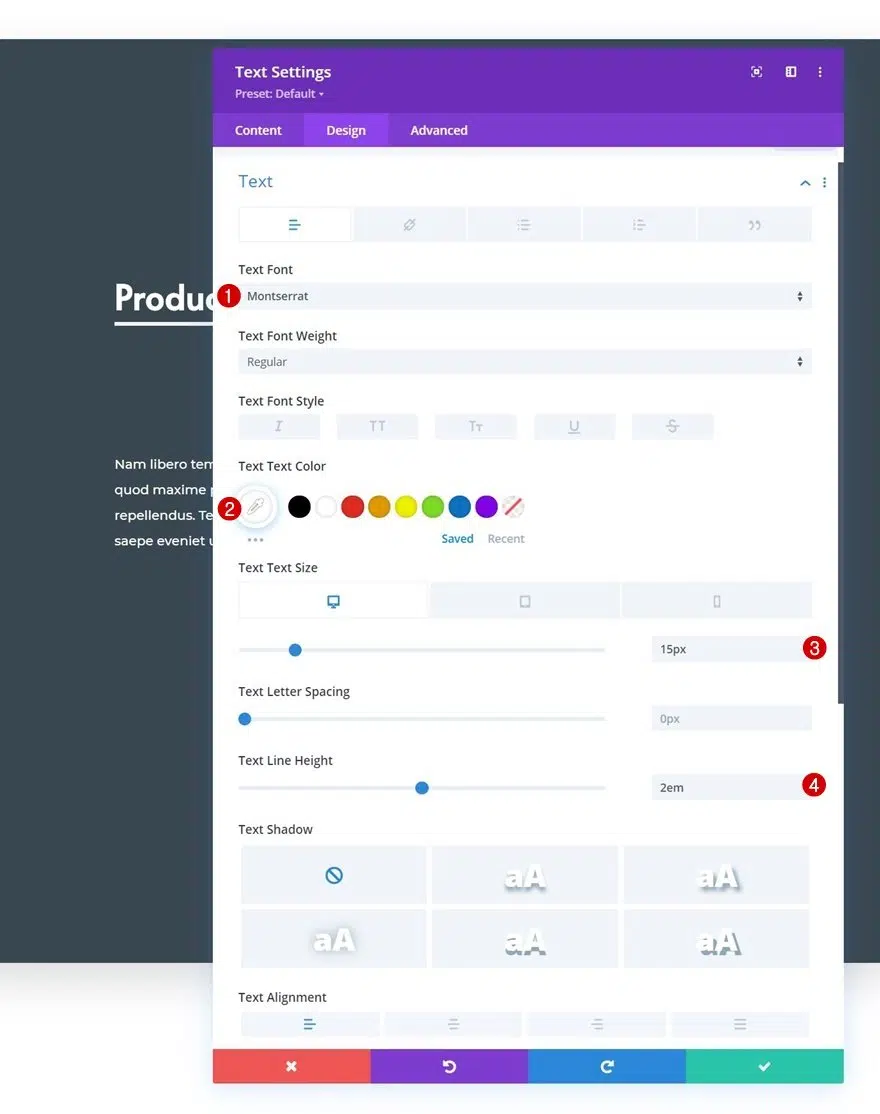 Text Settings
Preset: Default
Content
Design
Advanced
Text
Text Font
1
Montserrat
Produc
Text Font Weight
Regular
Text Font Style
I
TT
Tт
U
S
Text Text Color
Nam libero tem
quod maxime p
repellendus. Te
saepe eveniet u
2
Saved
Recent
Text Text Size
15px
3
Text Letter Spacing
0px
Text Line Height
2em
4
Text Shadow
aA
aA
aA
aA
aA
Text Alignment